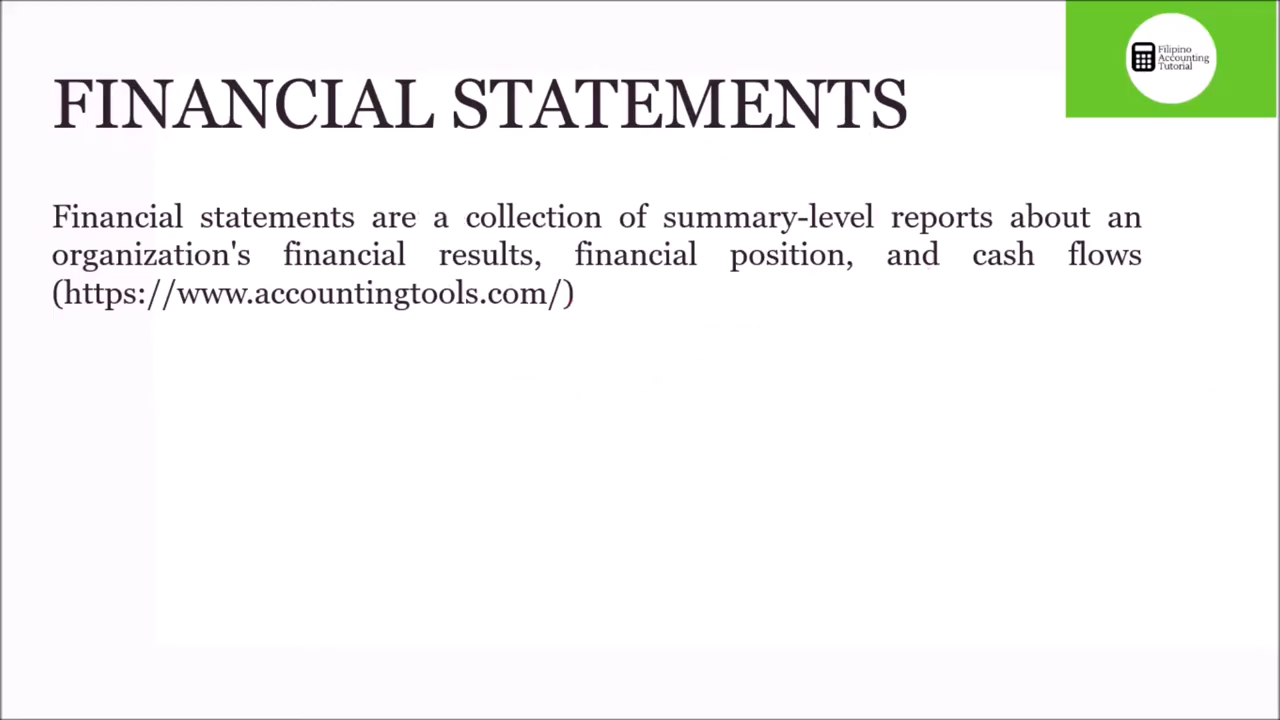 Filipino
Accounting
Tutorial
FINANCIAL STATEMENTS
Financial statements are a collection of summary-level reports about an
organization's financial results, financial position, and cash flows
(https://www.accountingtools.com/)